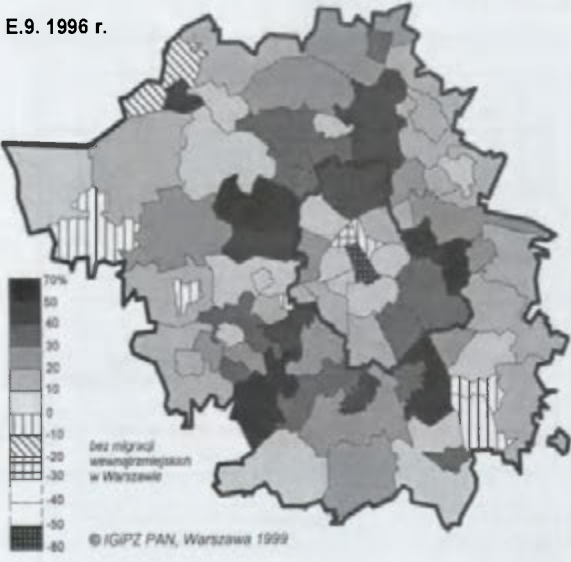 E.9. 1996 r.
70%
50
40
30
20
10
0
-10
-20
-30
-40
-50
-60
bez migracji
wewnątrzmiejskich
w Warszawie
© IGiPZ PAN, Warszawa 1999